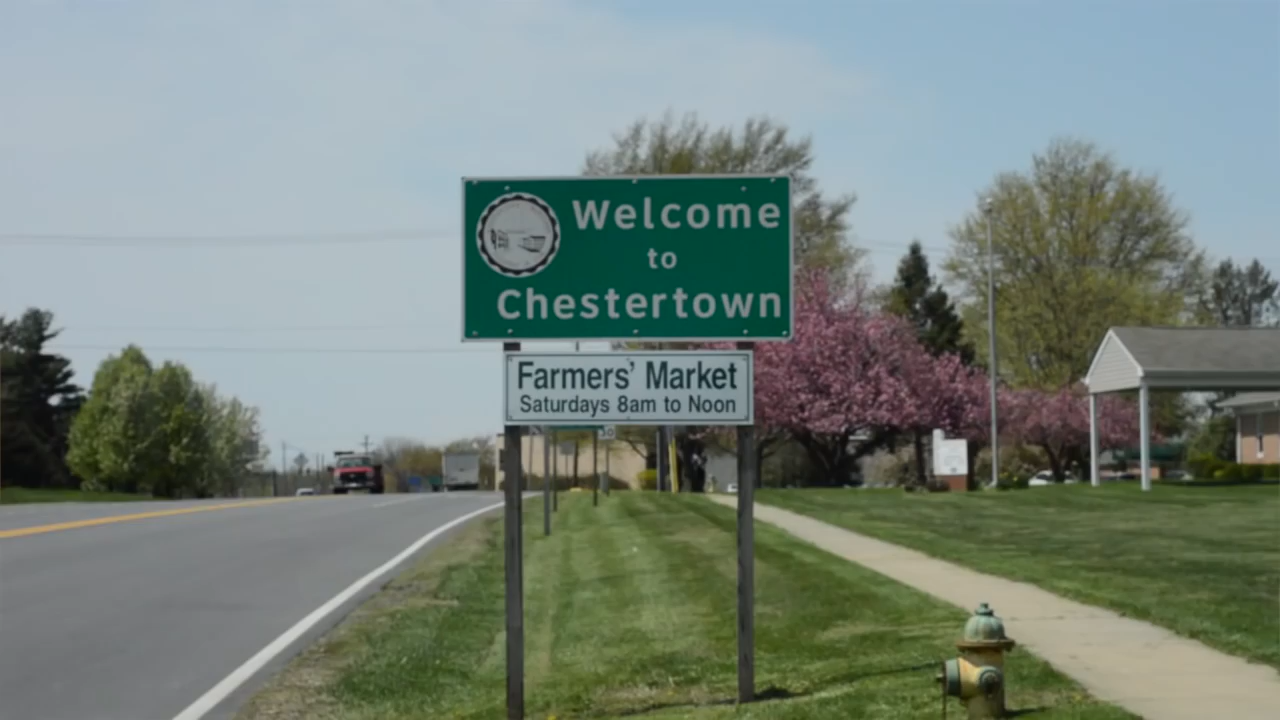 Welcome
to
Chestertown
Farmers' Market
Saturdays 8am to Noon